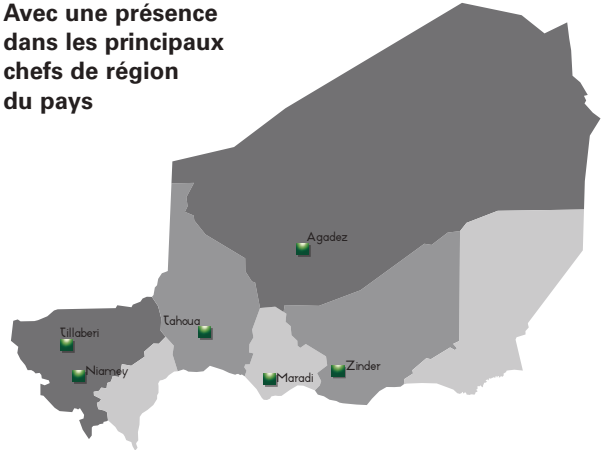 Avec une présence
dans les principaux
chefs de région
du pays
Agadez
Tahoua
Tillaberi
Niamey
Zinder
Maradi